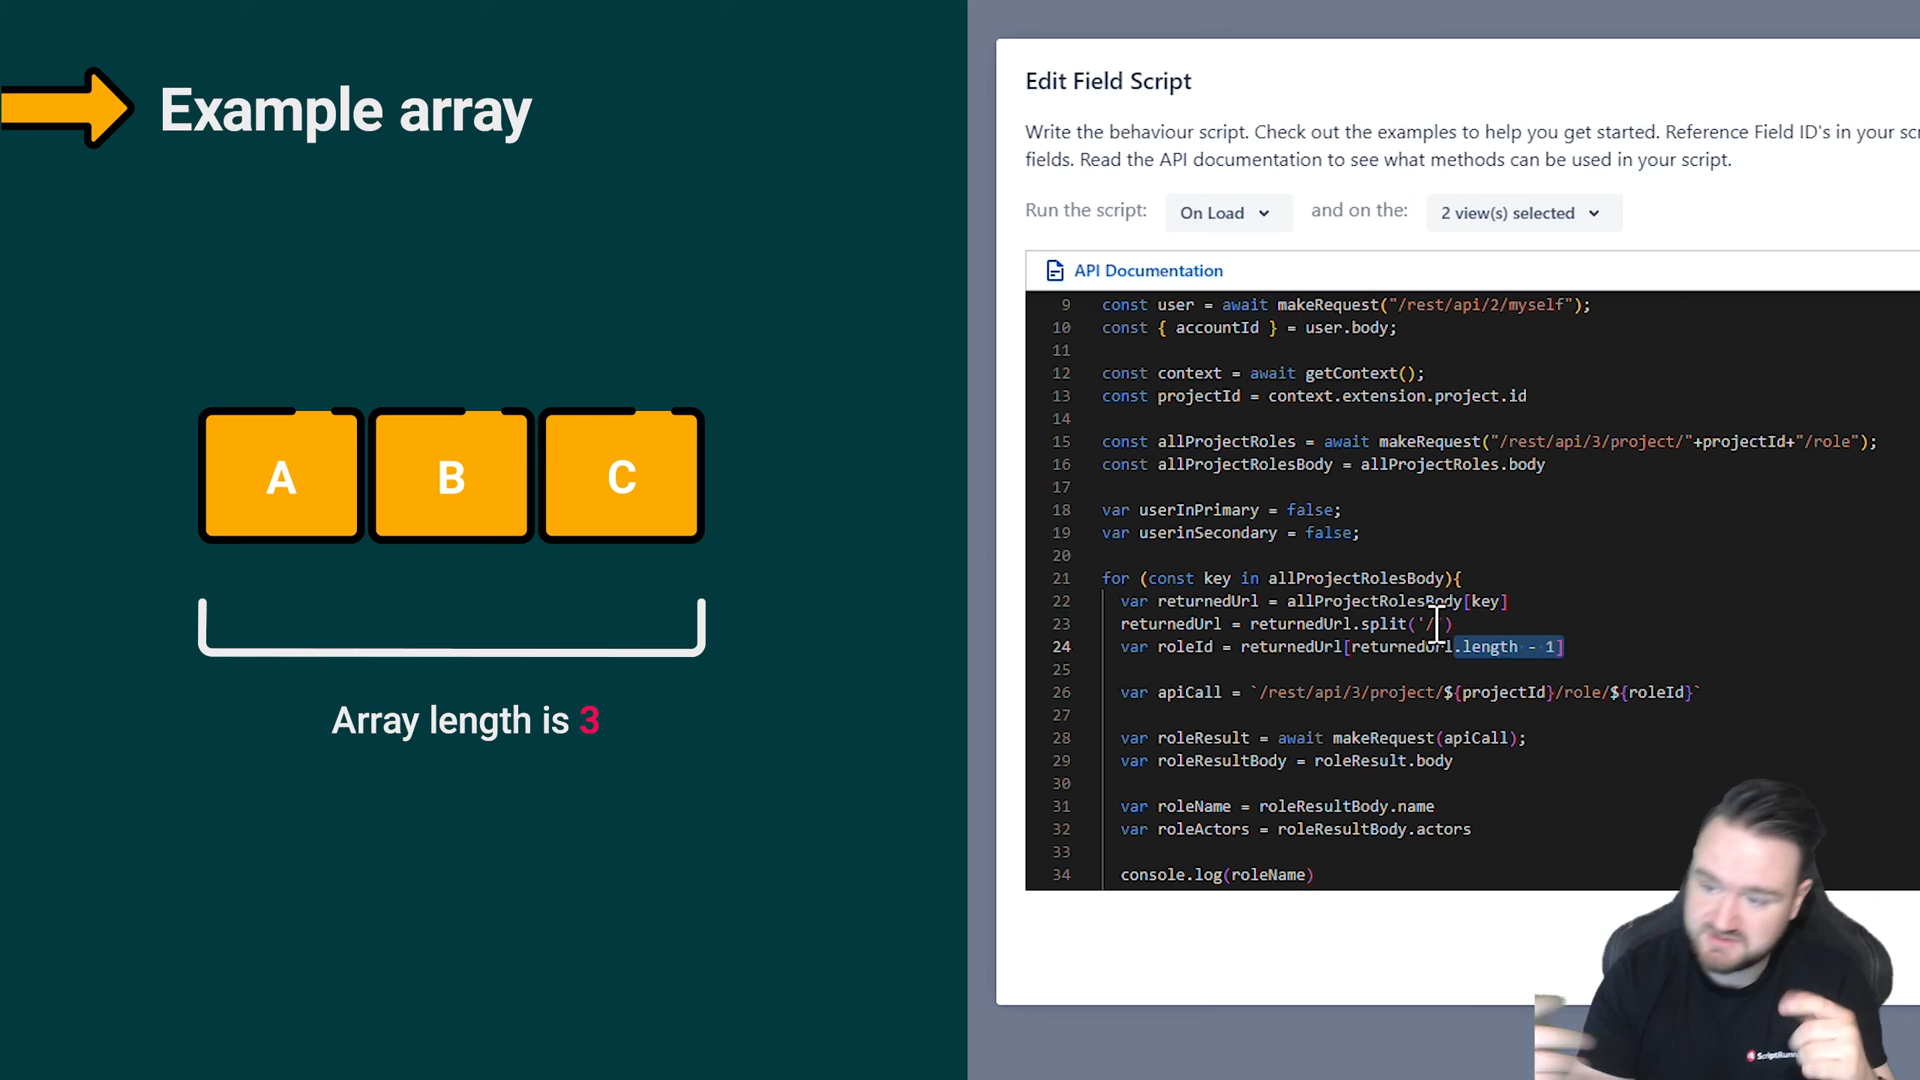 Example array
A B C
Array length is 3
Edit Field Script
Write the behaviour script. Check out the examples to help you get started. Reference Field ID's in your scr
fields. Read the API documentation to see what methods can be used in your script.
Run the script: On Load and on the: 2 view(s) selected
API Documentation
9 const user = await makeRequest("/rest/api/2/myself");
10 const { accountId } = user.body;
11
12 const context = await getContext();
13 const projectId = context.extension.project.id
14
15 const allProjectRoles = await makeRequest("/rest/api/3/project/"+projectId+"/role");
16 const allProjectRolesBody = allProjectRoles.body
17
18 var userInPrimary = false;
19 var userinSecondary = false;
20
21 for (const key in allProjectRolesBody){
22 var returnedUrl = allProjectRolesBody[key]
23 returnedUrl = returnedUrl.split('/')
24 var roleId = returnedUrl[returnedUrl.length - 1]
25
26 var apiCall = `/rest/api/3/project/${projectId}/role/${roleId}`
27
28 var roleResult = await makeRequest(apiCall);
29 var roleResultBody = roleResult.body
30
31 var roleName = roleResultBody.name
32 var roleActors = roleResultBody.actors
33
34 console.log(roleName)